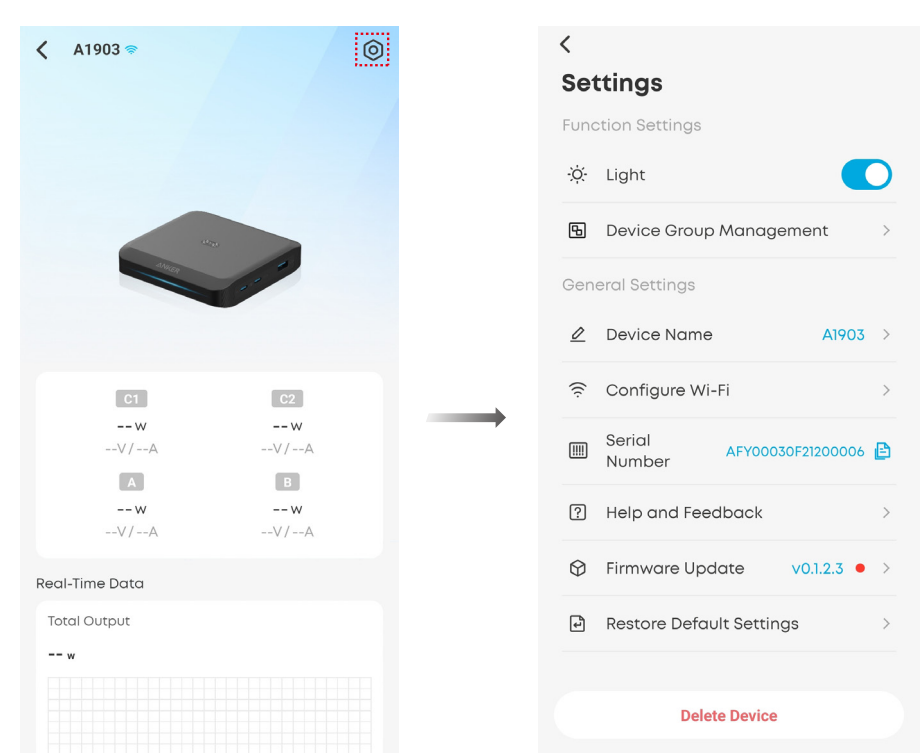 A1903
ANKER
C1
C2
-- W
-- W
--V / --A
--V / --A
A
B
-- W
-- W
--V / --A
--V / --A
Real-Time Data
Total Output
-- w
Settings
Function Settings
Light
Device Group Management
General Settings
Device Name A1903
Configure Wi-Fi
Serial
Number
AFY00030F21200006
Help and Feedback
Firmware Update v0.1.2.3
Restore Default Settings
Delete Device